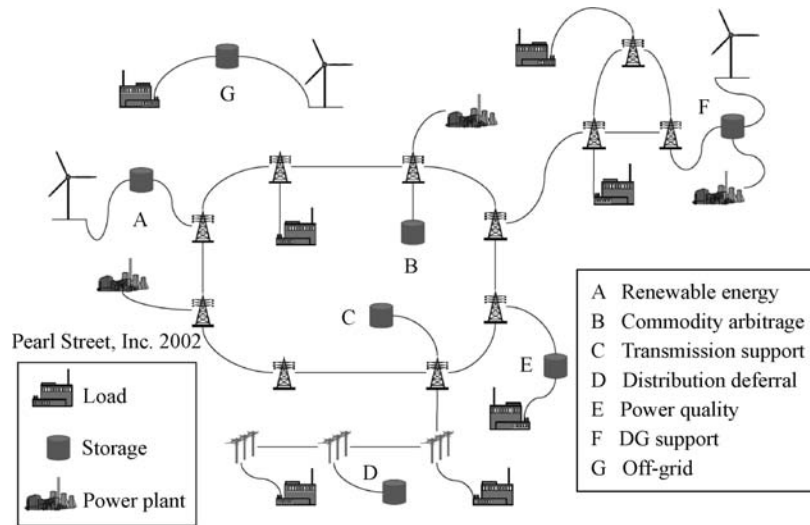 G
F
A
B
C
E
D
Pearl Street, Inc. 2002
Load
Storage
Power plant
A Renewable energy
B Commodity arbitrage
C Transmission support
D Distribution deferral
E Power quality
F DG support
G Off-grid